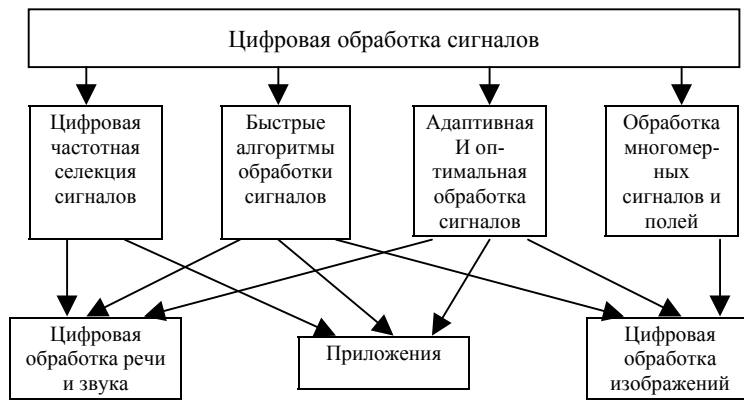 Цифровая обработка сигналов
Цифровая
частотная
селекция
сигналов
Быстрые
алгоритмы
обработки
сигналов
Адаптивная
И оп-
тимальная
обработка
сигналов
Обработка
многомер-
ных
сигналов и
полей
Цифровая
обработка речи
и звука
Приложения
Цифровая
обработка
изображений